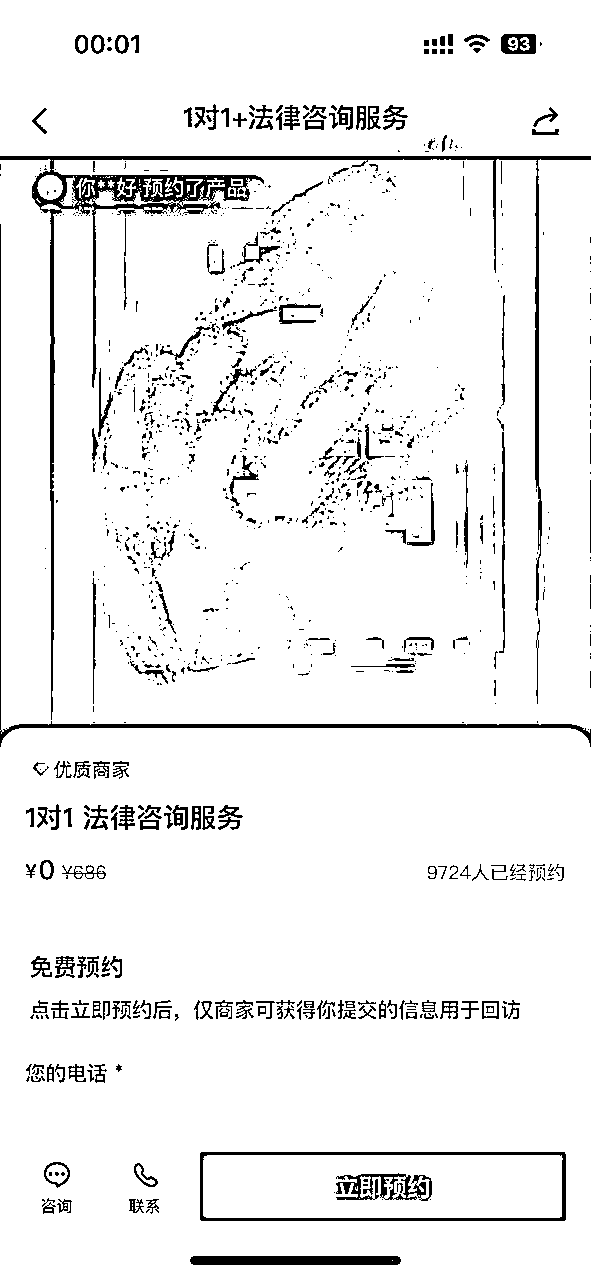 00:01
93
1对1+法律咨询服务
你**好 预约了产品
优质商家
1对1 法律咨询服务
¥0 ¥686
9724人已经预约
免费预约
点击立即预约后，仅商家可获得你提交的信息用于回访
您的电话 *
咨询
联系
立即预约